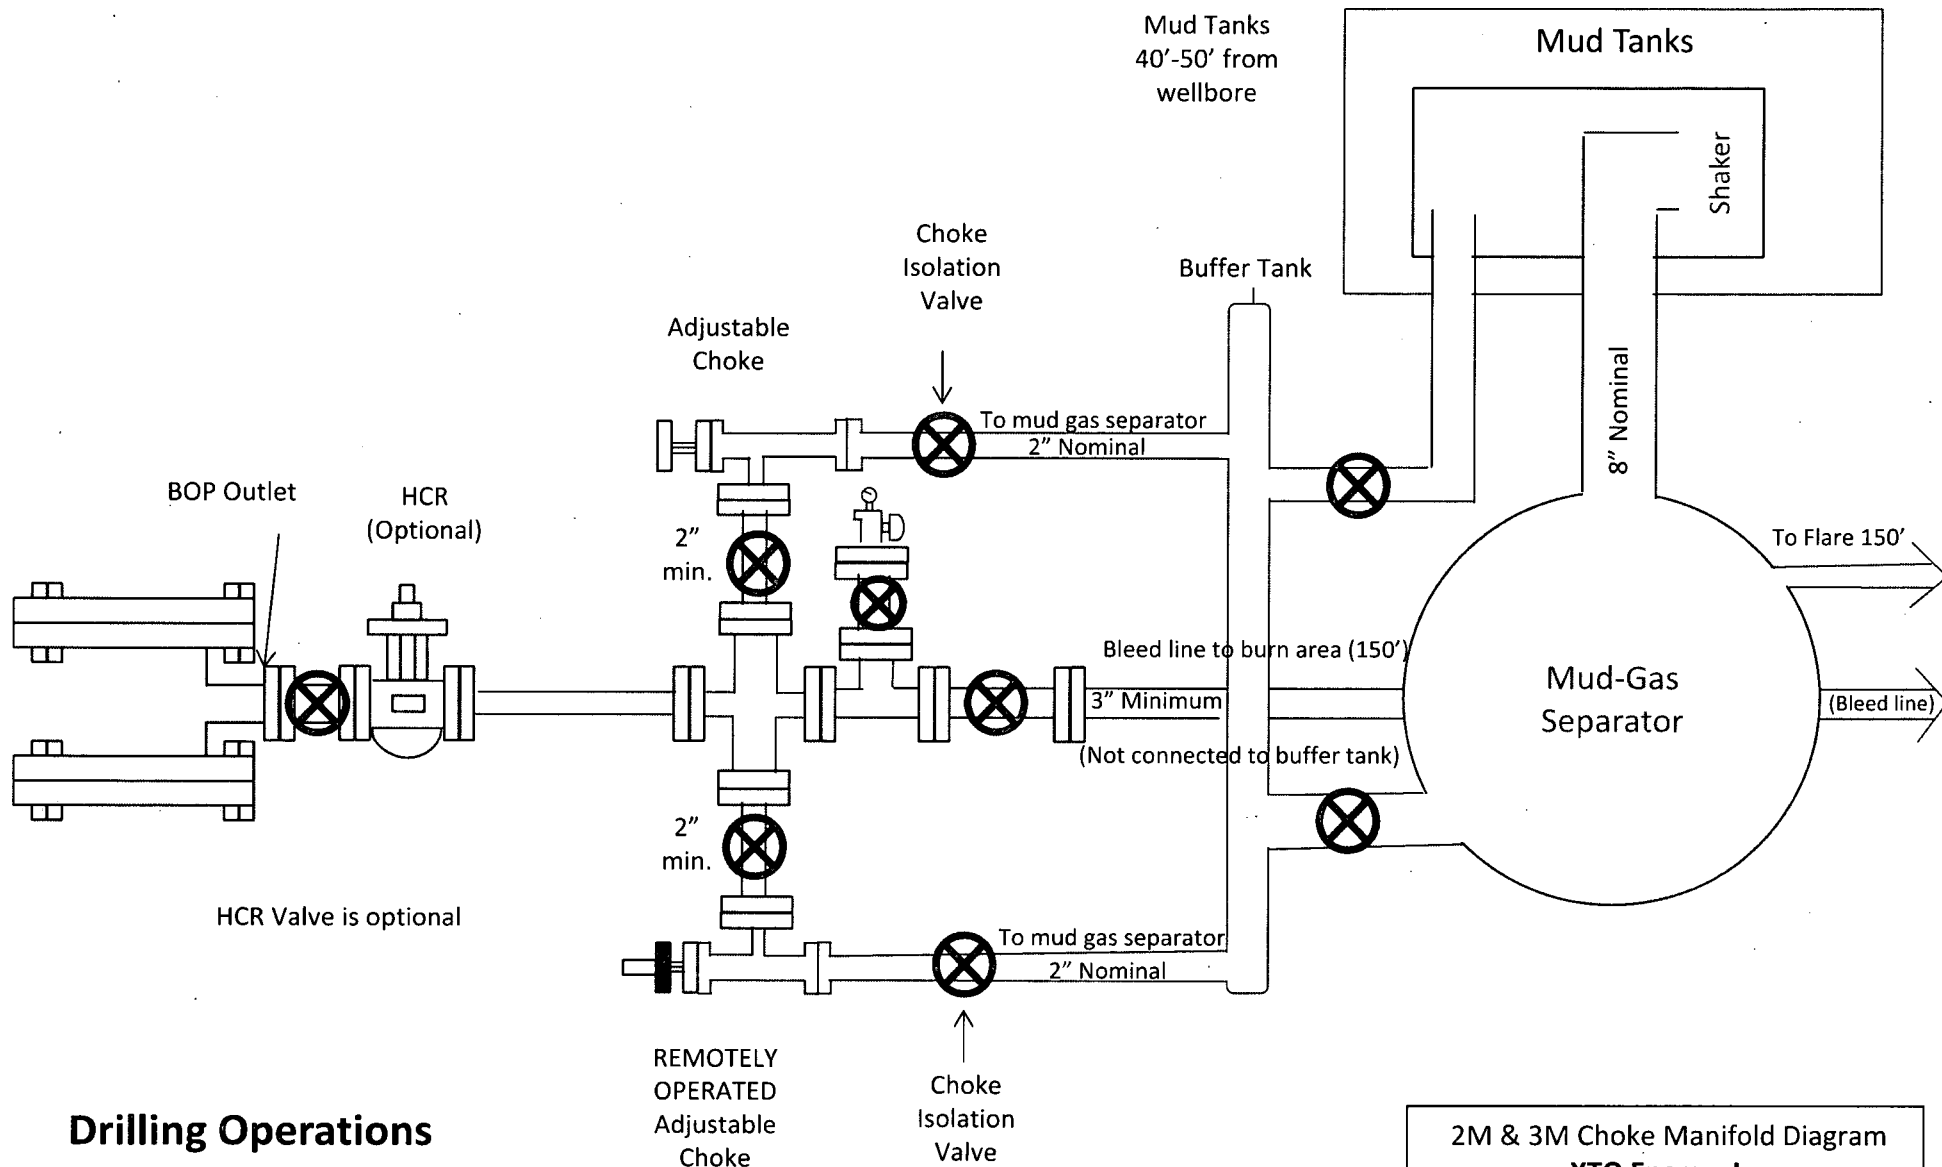 Mud Tanks
40’-50’ from
wellbore
Mud Tanks
Shaker
Choke
Isolation
Valve
Buffer Tank
Adjustable
Choke
8” Nominal
To mud gas separator
2” Nominal
BOP Outlet
HCR
(Optional)
2”
min.
To Flare 150’
Bleed line to burn area (150’)
3” Minimum
(Not connected to buffer tank)
Mud-Gas
Separator
(Bleed line)
2”
min.
HCR Valve is optional
To mud gas separator
2” Nominal
REMOTELY
OPERATED
Adjustable
Choke
Choke
Isolation
Valve
Drilling Operations
2M & 3M Choke Manifold Diagram